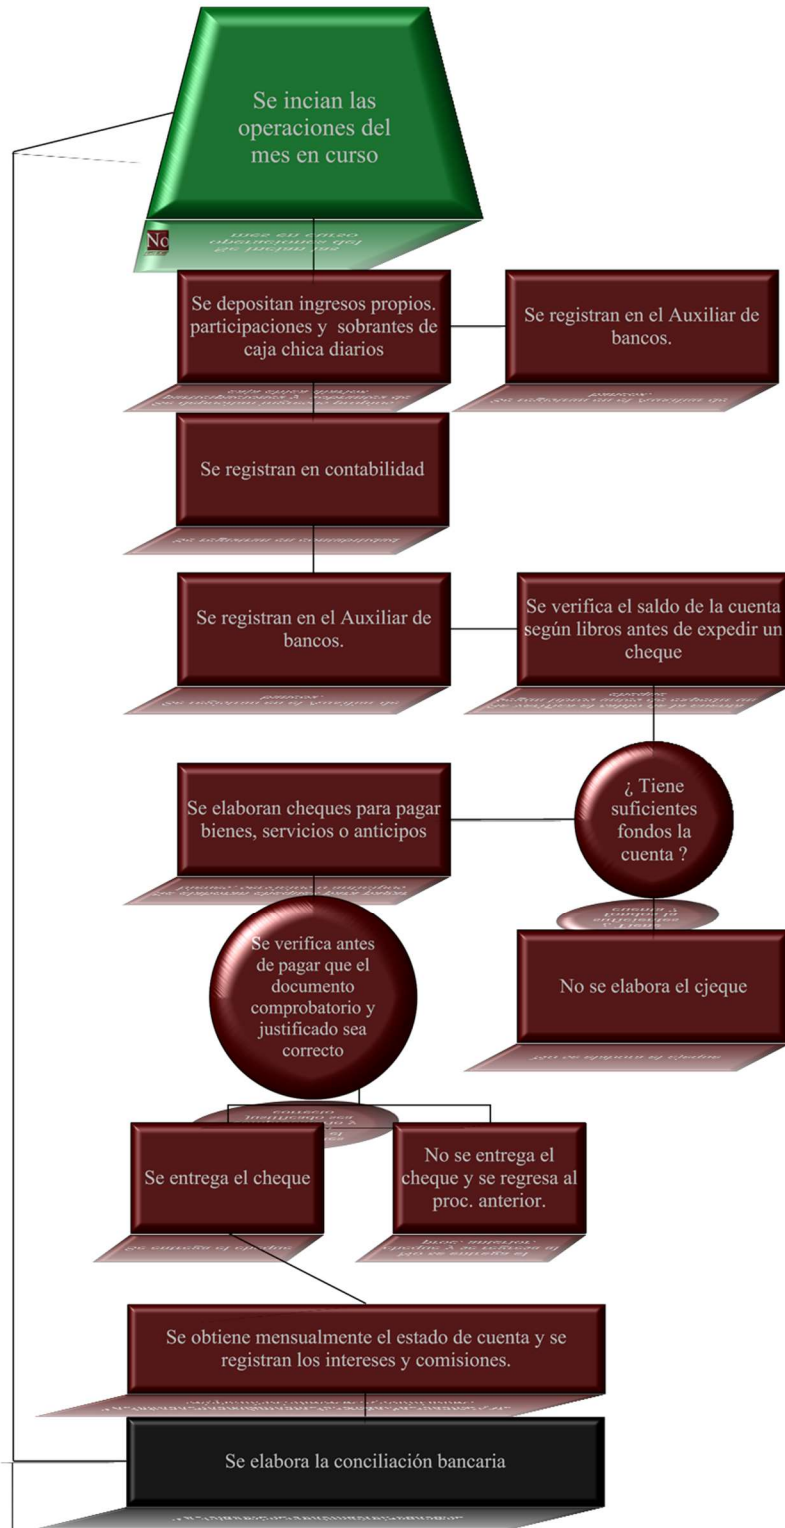 Se incian las
operaciones del
mes en curso
No
Se depositan ingresos propios.
participaciones y sobrantes de
caja chica diarios
Se registran en el Auxiliar de
bancos.
Se registran en contabilidad
Se registran en el Auxiliar de
bancos.
Se verifica el saldo de la cuenta
según libros antes de expedir un
cheque
¿ Tiene
suficientes
fondos la
cuenta ?
Se elaboran cheques para pagar
bienes, servicios o anticipos
Se verifica antes
de pagar que el
documento
comprobatorio y
justificado sea
correcto
No se elabora el cjeque
Se entrega el cheque
No se entrega el
cheque y se regresa al
proc. anterior.
Se obtiene mensualmente el estado de cuenta y se
registran los intereses y comisiones.
Se elabora la conciliación bancaria